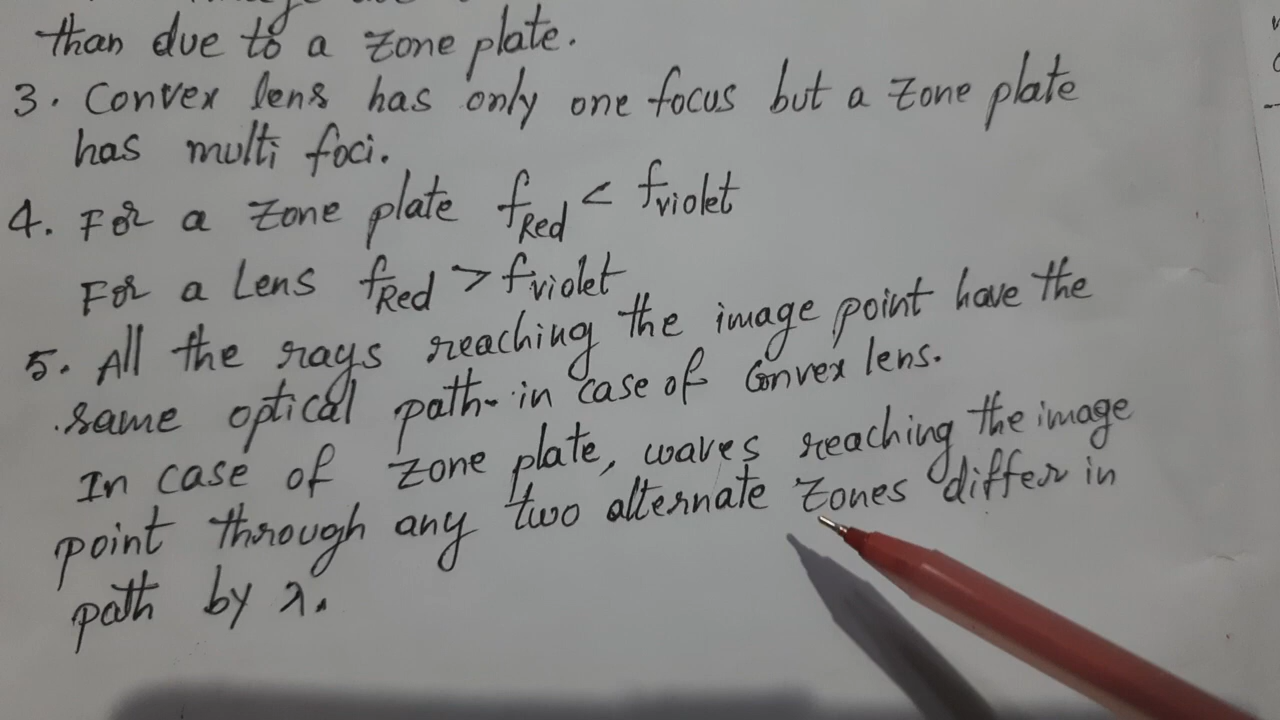 than due to a zone plate.
3. Convex lens has only one focus but a zone plate
has multi foci.
4. For a zone plate fRed < fviolet
For a Lens fRed > fviolet
5. All the rays reaching the image point have the
same optical path in case of Convex lens.
In case of zone plate, waves reaching the image
point through any two alternate zones differ in
path by λ.